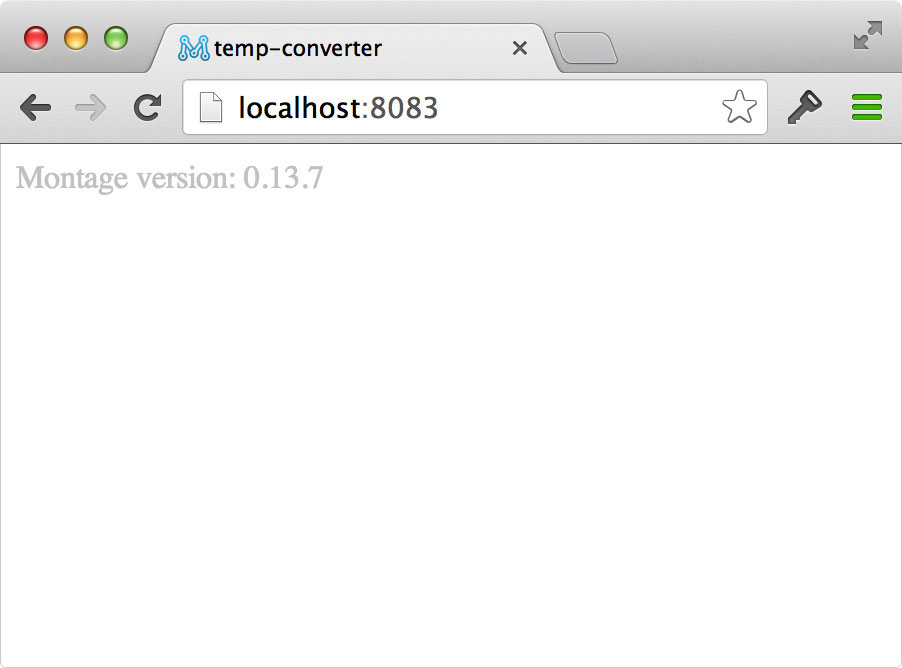 temp-converter
localhost:8083
Montage version: 0.13.7